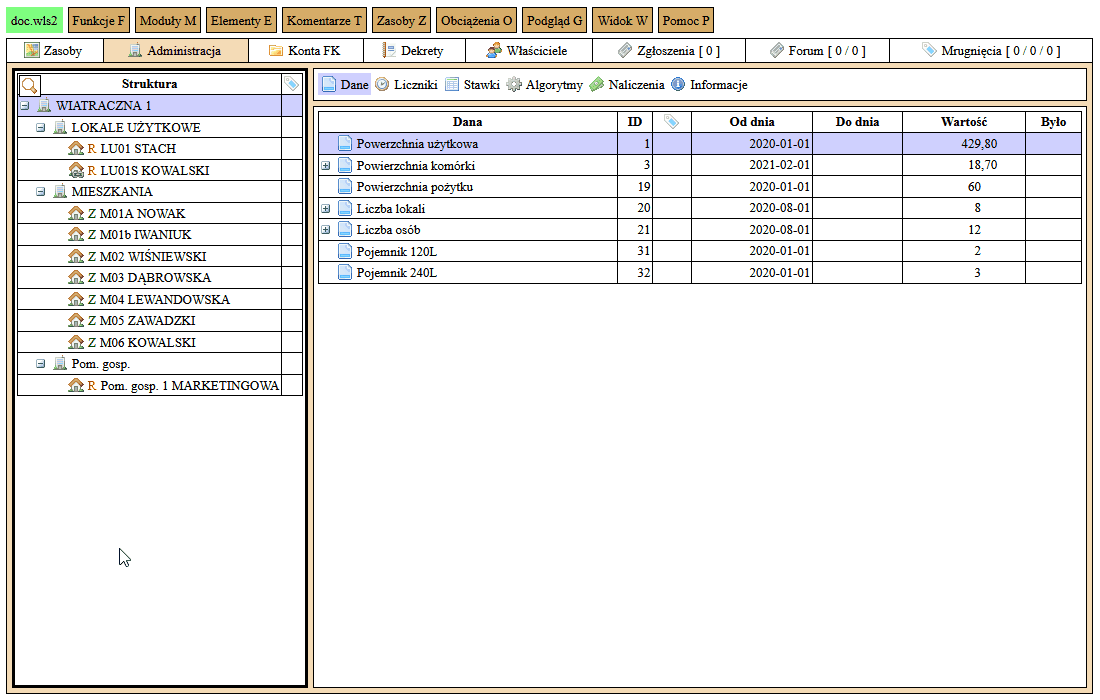 doc.wls2 Funkcje F Moduły M Elementy E Komentarze T Zasoby Z Obciążenia O Podgląd G Widok W Pomoc P
Zasoby Administracja Konta FK Dekrety Właściciele Zgłoszenia [ 0 ] Forum [ 0 / 0 ] Mrugnięcia [ 0 / 0 / 0 ]
Struktura
WIATRACZNA 1
LOKALE UŻYTKOWE
R LU01 STACH
R LU01S KOWALSKI
MIESZKANIA
Z M01A NOWAK
Z M01b IWANIUK
Z M02 WIŚNIEWSKI
Z M03 DĄBROWSKA
Z M04 LEWANDOWSKA
Z M05 ZAWADZKI
Z M06 KOWALSKI
Pom. gosp.
R Pom. gosp. 1 MARKETINGOWA
Dane Liczniki Stawki Algorytmy Naliczenia Informacje
Dana ID Od dnia Do dnia Wartość Było
Powerzchnia użytkowa 1 2020-01-01 429,80
Powierzchnia komórki 3 2021-02-01 18,70
Powierzchnia pożytku 19 2020-01-01 60
Liczba lokali 20 2020-08-01 8
Liczba osób 21 2020-08-01 12
Pojemnik 120L 31 2020-01-01 2
Pojemnik 240L 32 2020-01-01 3